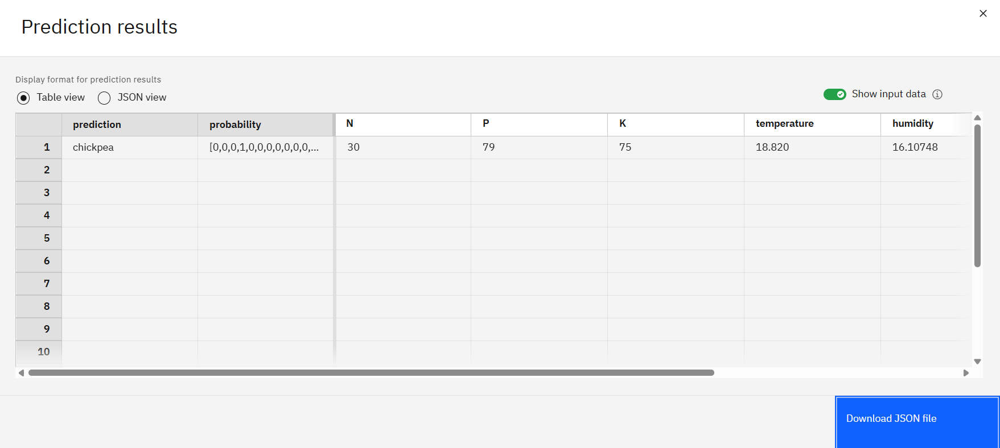 Prediction results
Display format for prediction results
Table view JSON view Show input data
prediction probability N P K temperature humidity
1 chickpea [0,0,0,1,0,0,0,0,0,0,0,... 30 79 75 18.820 16.10748
2
3
4
5
6
7
8
9
10
Download JSON file